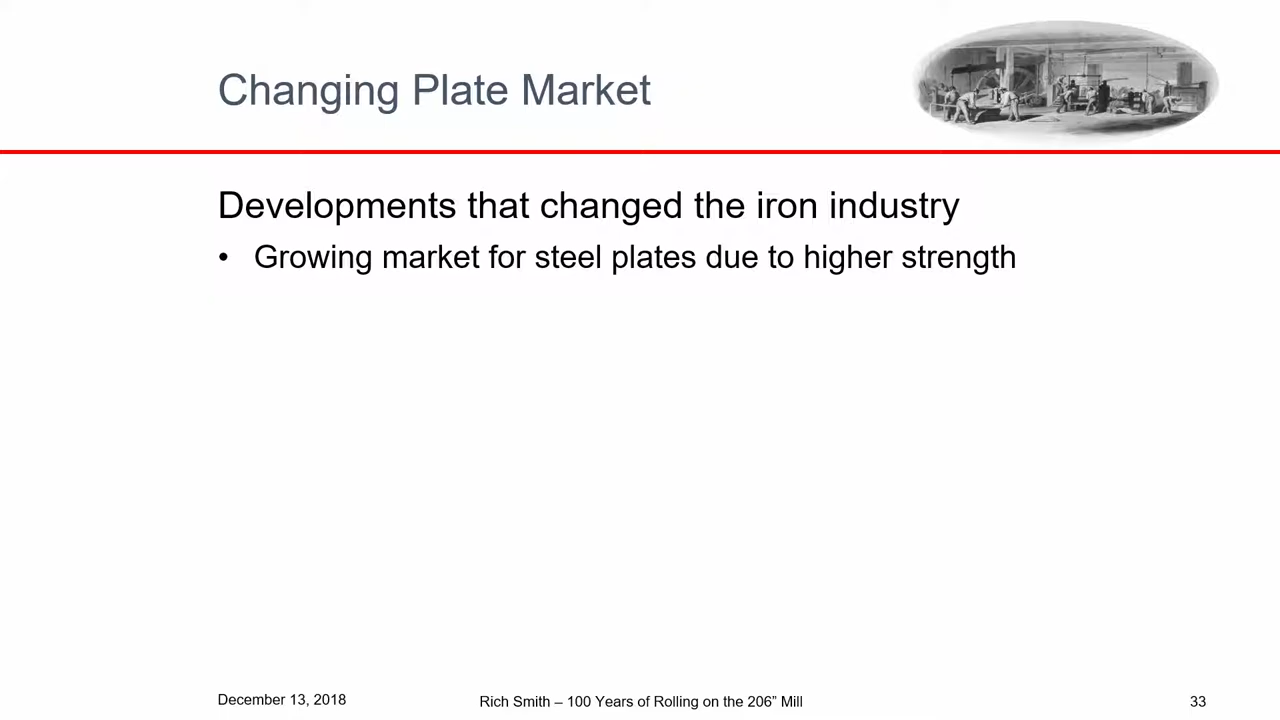 Changing Plate Market
Developments that changed the iron industry
• Growing market for steel plates due to higher strength
December 13, 2018
Rich Smith – 100 Years of Rolling on the 206” Mill
33